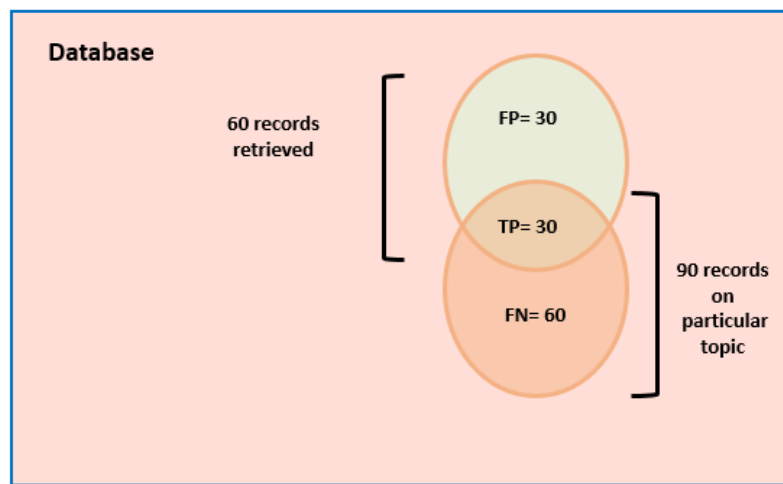 Database
60 records
retrieved
FP= 30
TP= 30
FN= 60
90 records
on
particular
topic